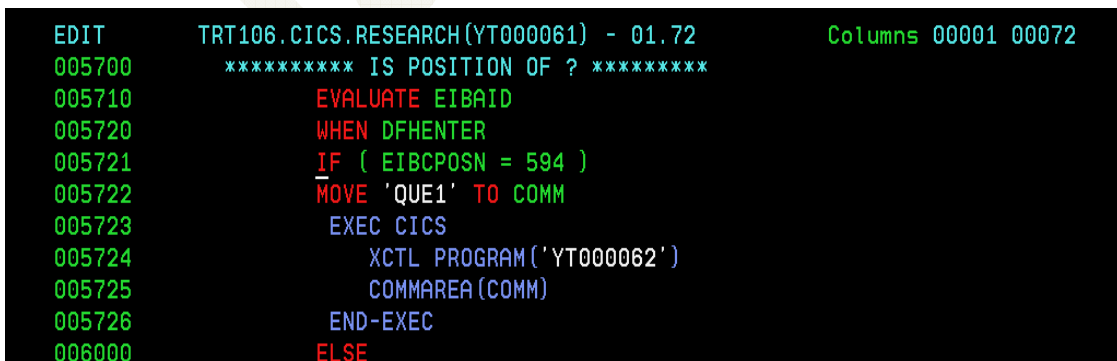 EDIT TRT106.CICS.RESEARCH(YT000061) - 01.72 Columns 00001 00072
005700 ********** IS POSITION OF ? *********
005710 EVALUATE EIBAID
005720 WHEN DFHENTER
005721 IF ( EIBCPOSN = 594 )
005722 MOVE 'QUE1' TO COMM
005723 EXEC CICS
005724 XCTL PROGRAM('YT000062')
005725 COMMAREA(COMM)
005726 END-EXEC
006000 ELSE